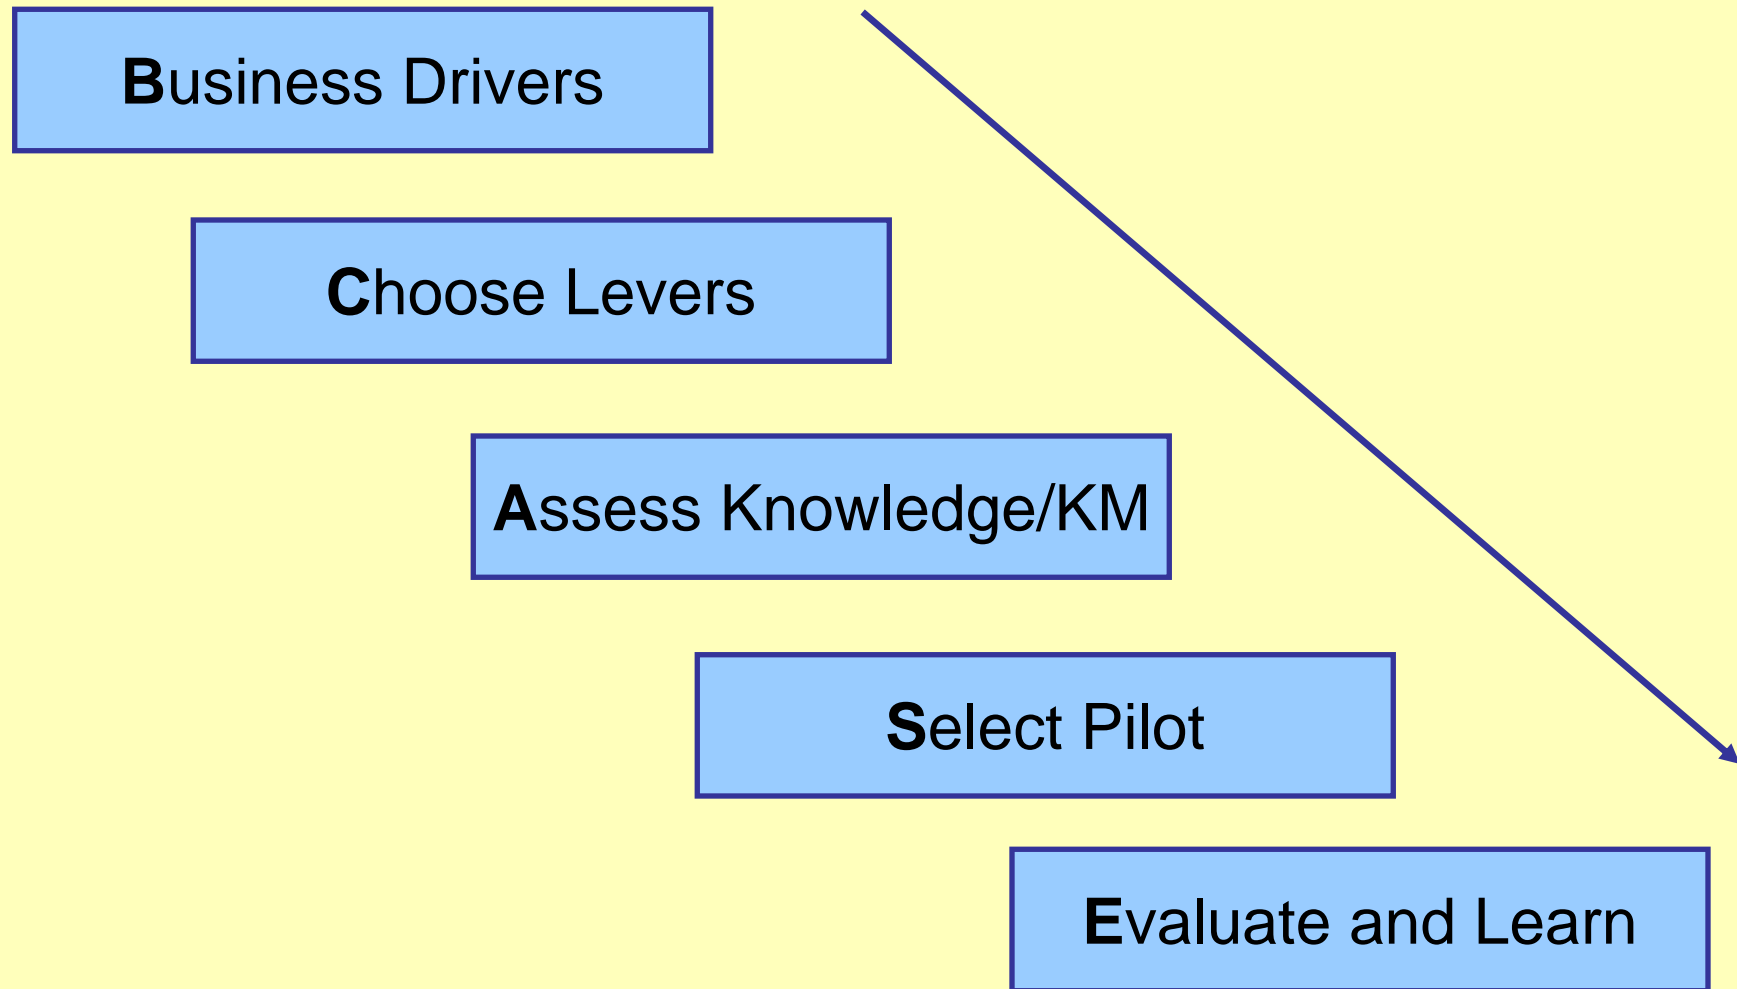 Business Drivers
Choose Levers
Assess Knowledge/KM
Select Pilot
Evaluate and Learn